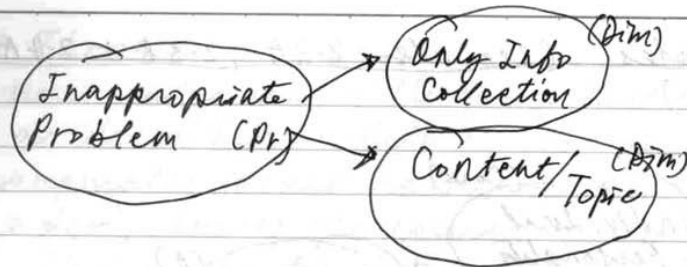 Inappropriate
Problem (Pr)
Only Info (Dim)
Collection
Content/ (Dim)
Topic